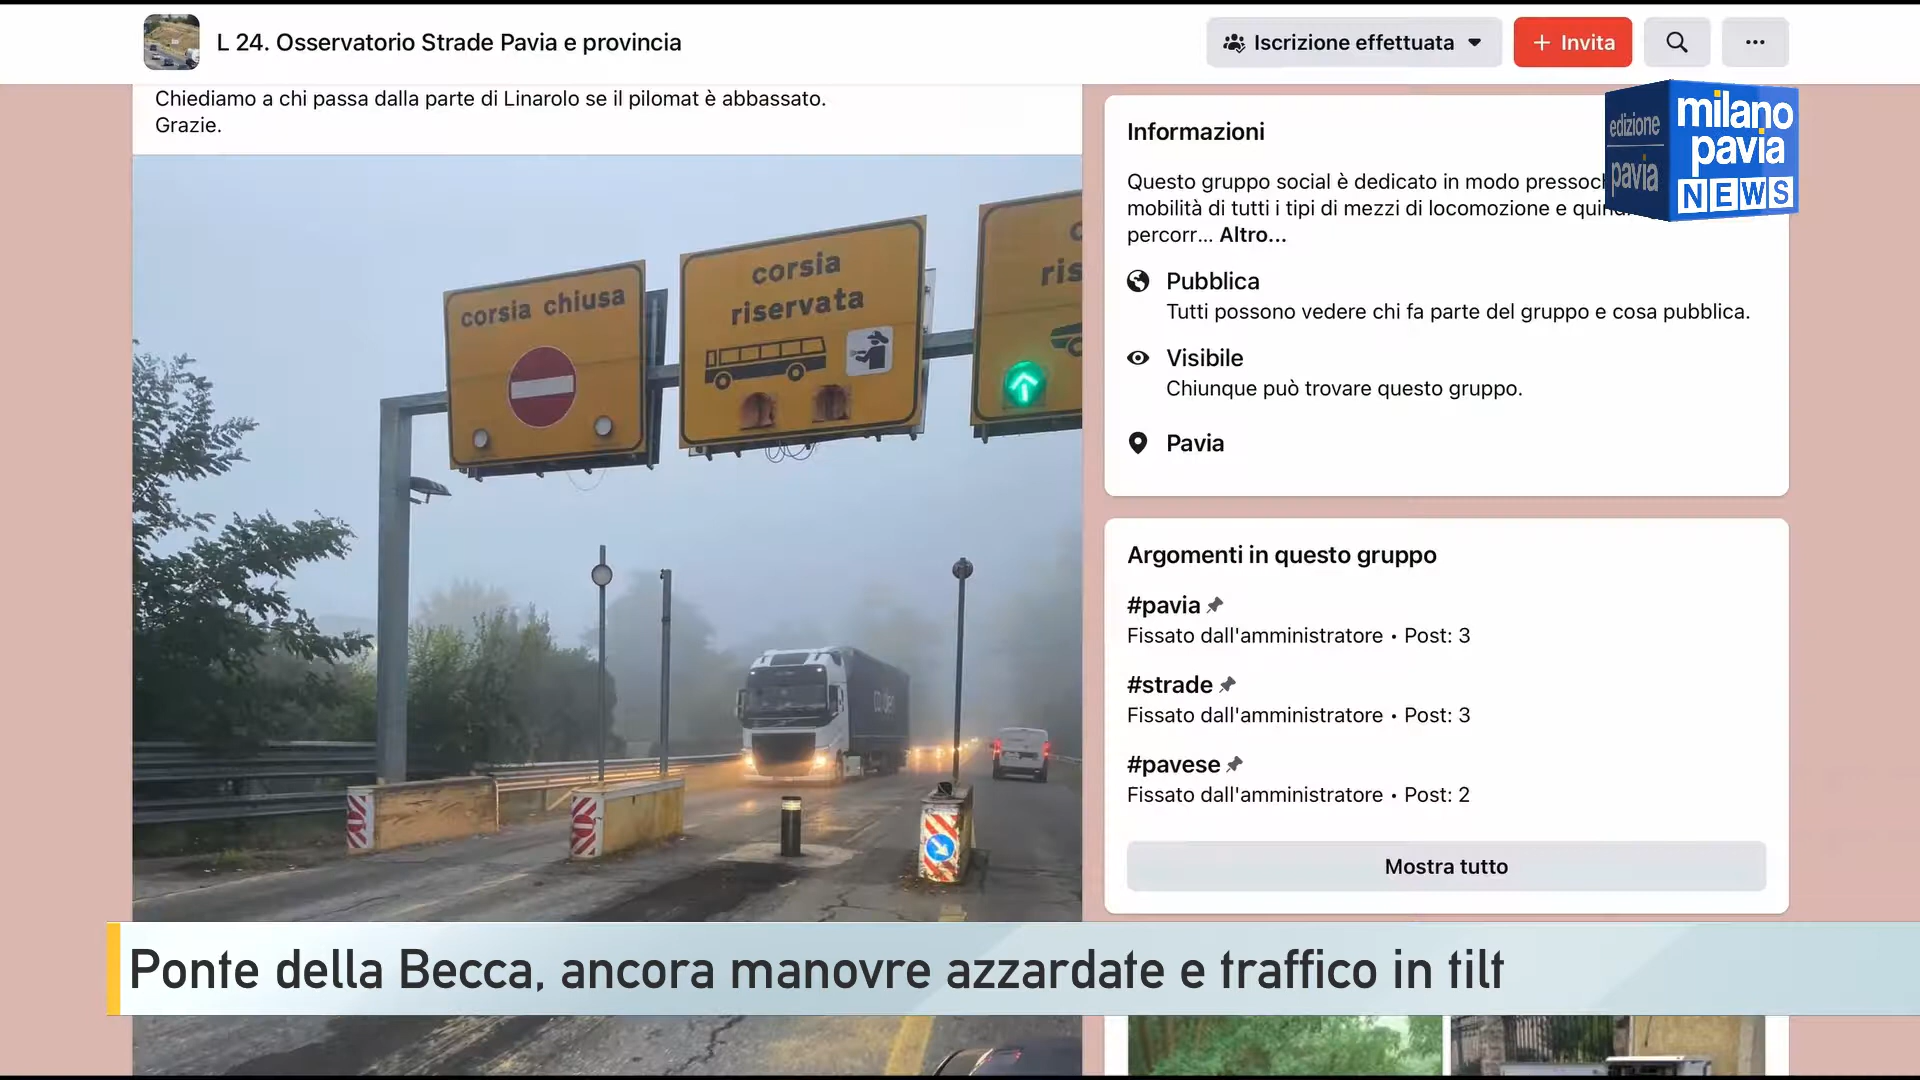 L 24. Osservatorio Strade Pavia e provincia
Iscrizione effettuata
+ Invita
Chiediamo a chi passa dalla parte di Linarolo se il pilomat è abbassato.
Grazie.
corsia chiusa
corsia
riservata
ris
Informazioni
Questo gruppo social è dedicato in modo
mobilità di tutti i tipi di mezzi di locomozione e
percorr... Altro...
Pubblica
Tutti possono vedere chi fa parte del gruppo e cosa pubblica.
Visibile
Chiunque può trovare questo gruppo.
Pavia
edizione
pavia
milano
pavia
NEWS
Argomenti in questo gruppo
#pavia
Fissato dall'amministratore • Post: 3
#strade
Fissato dall'amministratore • Post: 3
#pavese
Fissato dall'amministratore • Post: 2
Mostra tutto
Ponte della Becca, ancora manovre azzardate e traffico in tilt